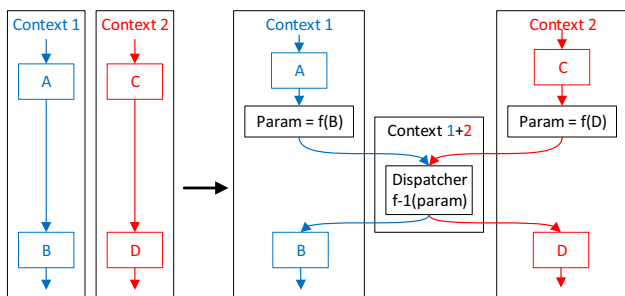 Context 1
Context 2
A
C
B
D
Context 1
Context 2
A
C
Param = f(B)
Param = f(D)
Context 1+2
Dispatcher
f-1(param)
B
D